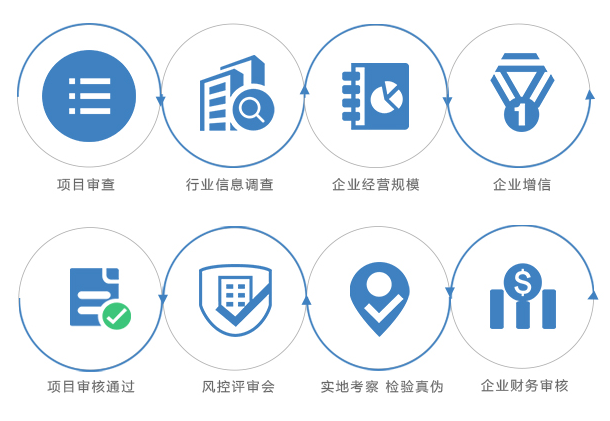 项目审查
行业信息调查
企业经营规模
1
企业增信
$
项目审核通过
风控评审会
实地考察 检验真伪
企业财务审核